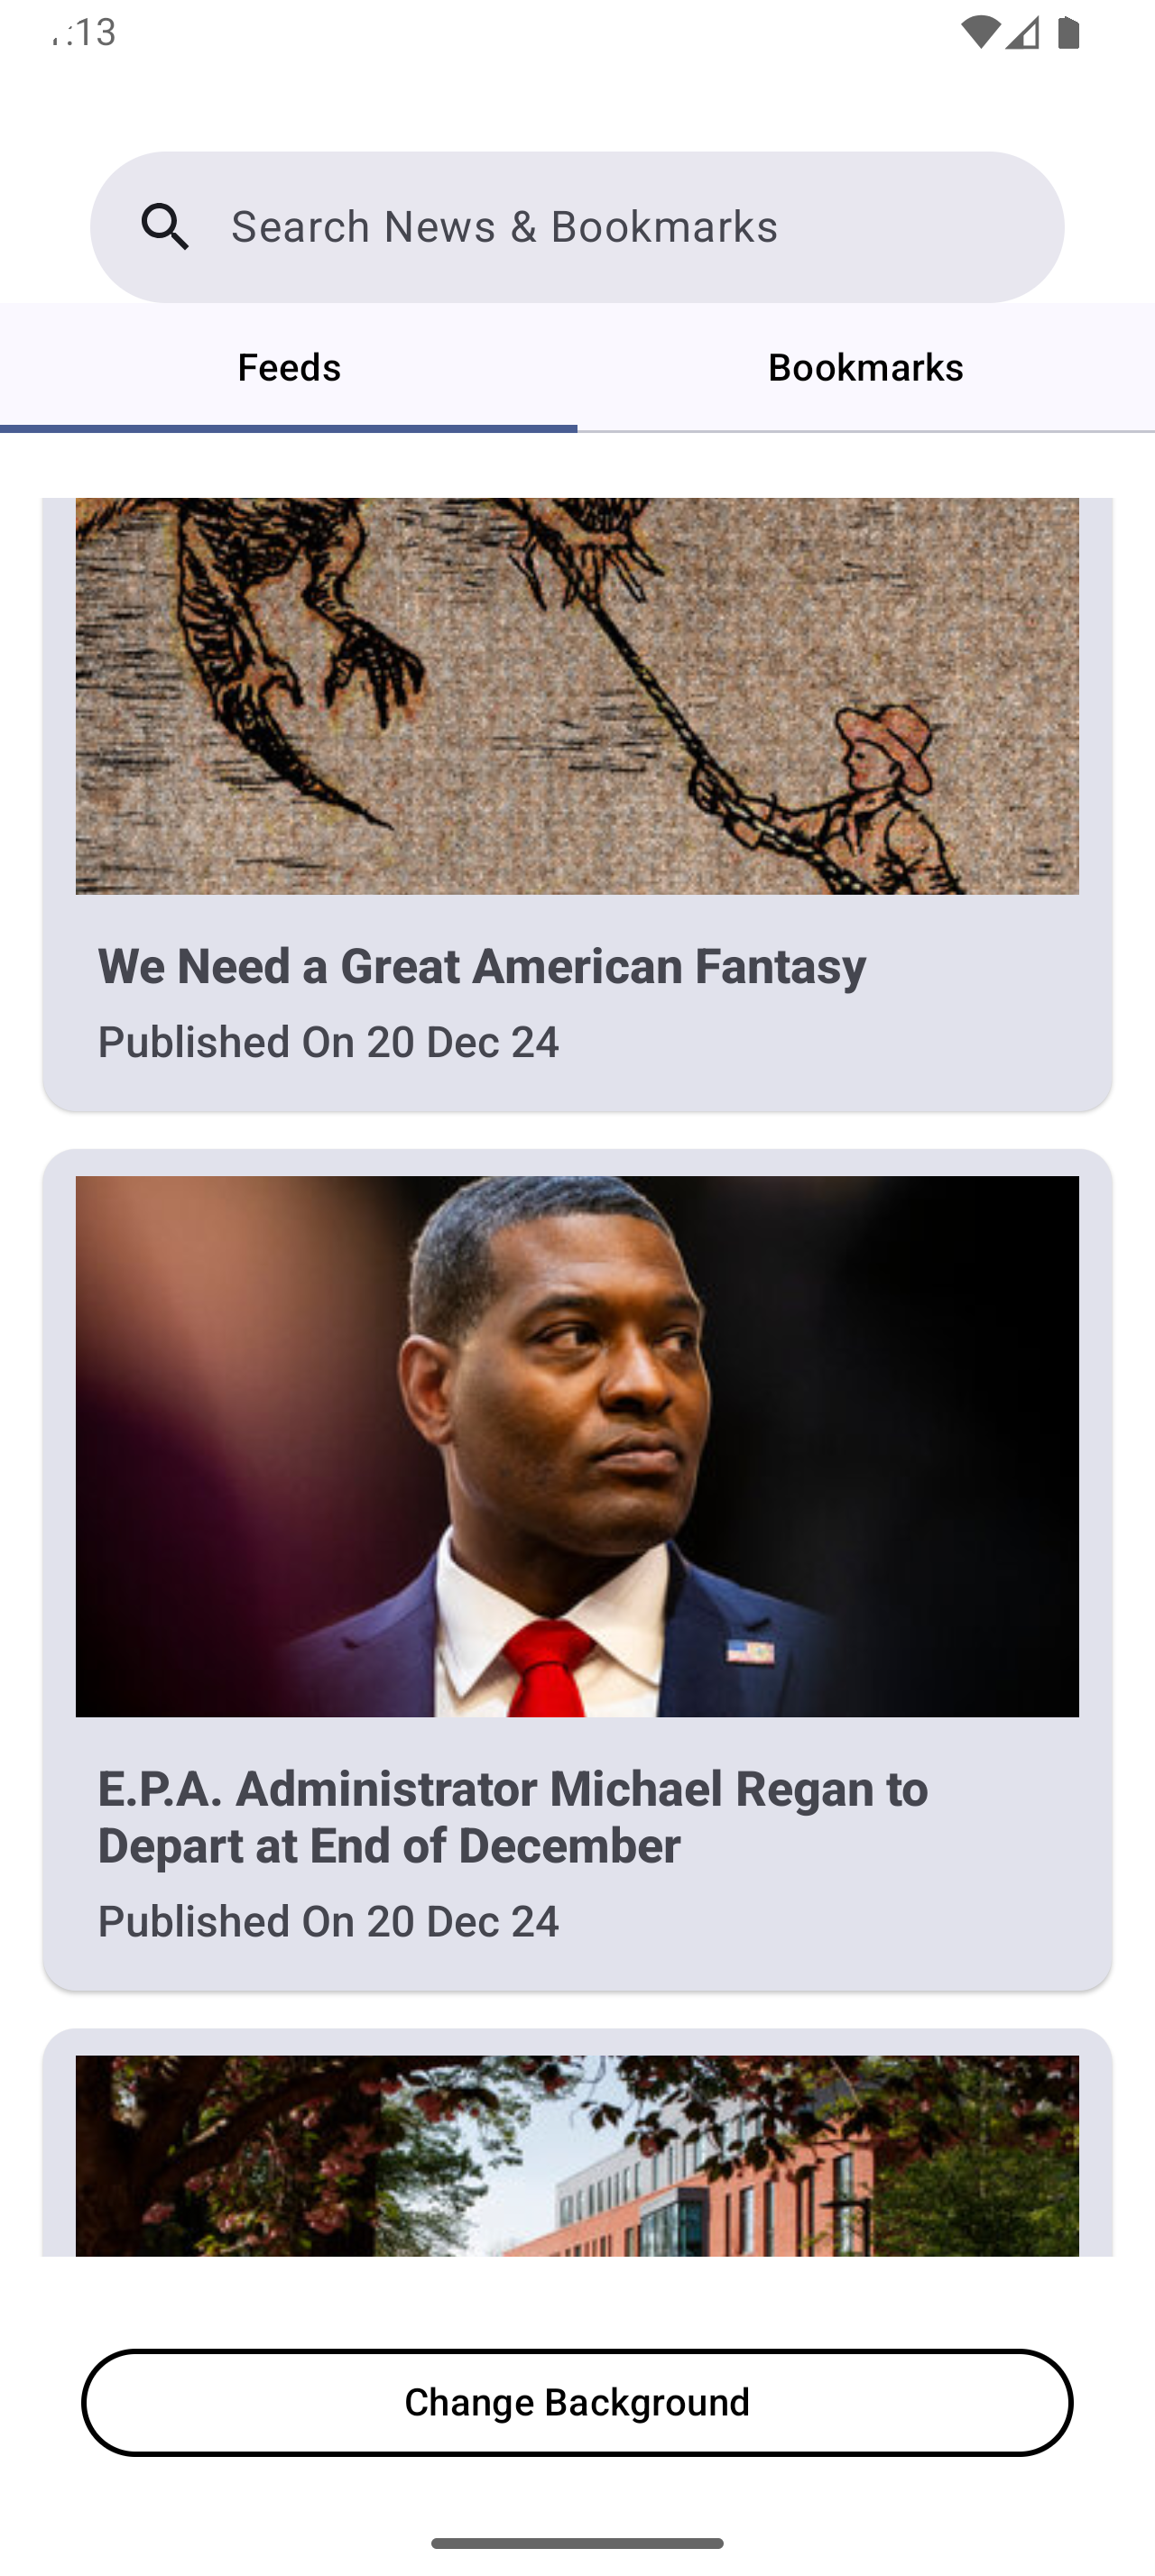 :13
Search News & Bookmarks
Feeds
Bookmarks
We Need a Great American Fantasy
Published On 20 Dec 24
E.P.A. Administrator Michael Regan to
Depart at End of December
Published On 20 Dec 24
Change Background